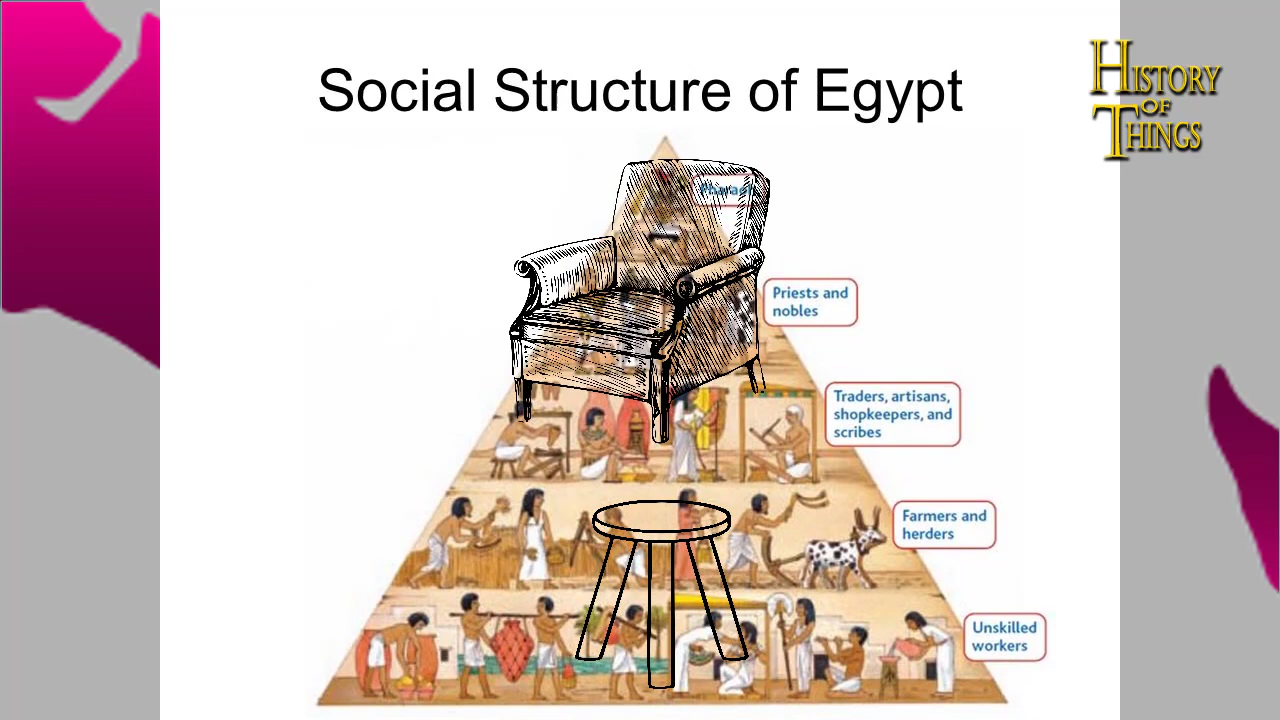 Social Structure of Egypt
HISTORY
OF
THINGS
Pharaoh
Priests and
nobles
Traders, artisans,
shopkeepers, and
scribes
Farmers and
herders
Unskilled
workers